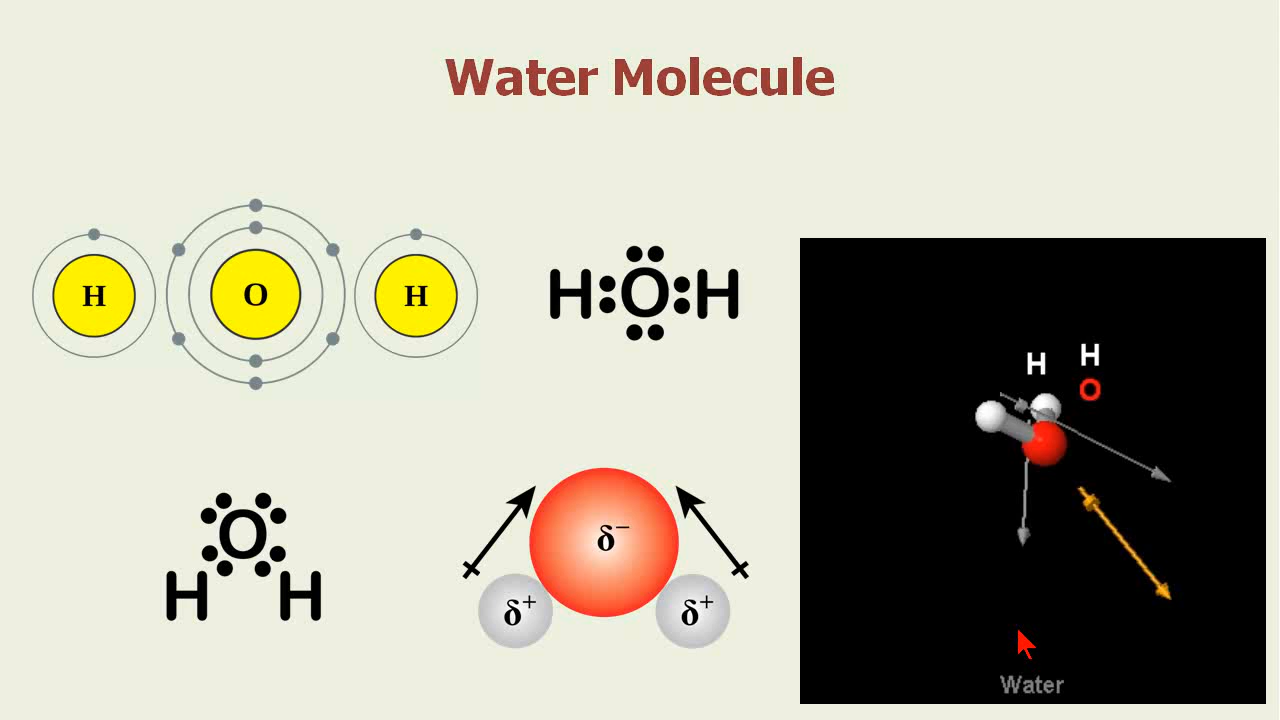 Water Molecule
H O H
H:O:H
H H
O
O
H H
δ⁻
δ⁺ δ⁺
Water